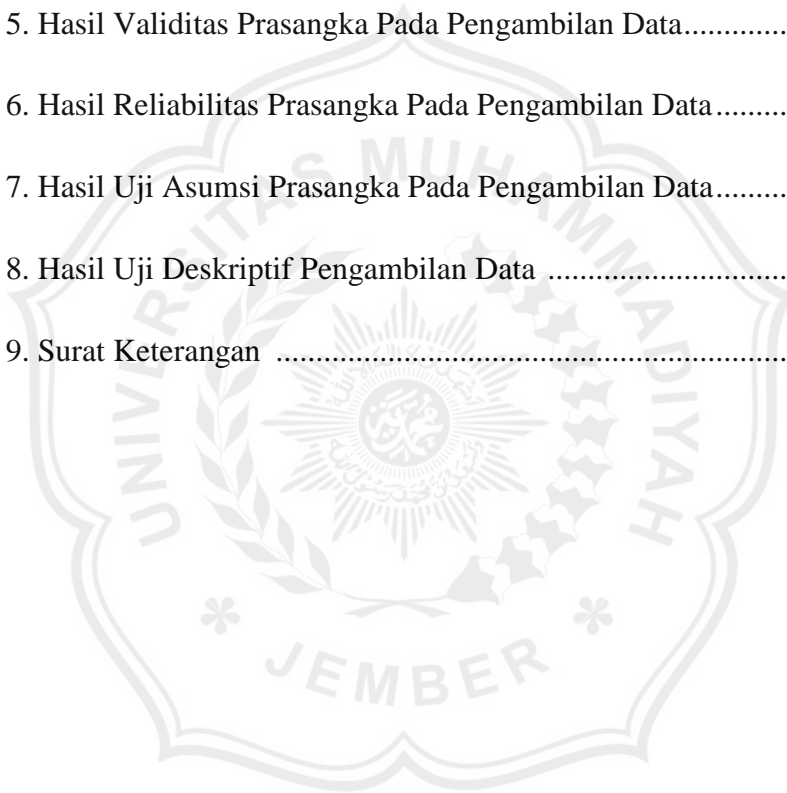 5. Hasil Validitas Prasangka Pada Pengambilan Data.............
6. Hasil Reliabilitas Prasangka Pada Pengambilan Data.........
7. Hasil Uji Asumsi Prasangka Pada Pengambilan Data.........
8. Hasil Uji Deskriptif Pengambilan Data ..............................
9. Surat Keterangan ................................................................
UNIVERSITAS MUHAMMADIYAH
JEMBER